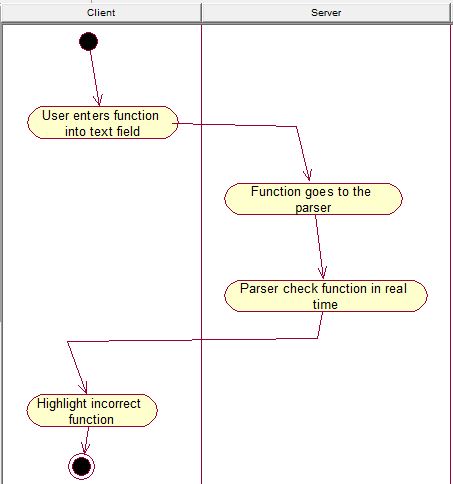 Client
Server
User enters function
into text field
Function goes to the
parser
Parser check function in real
time
Highlight incorrect
function